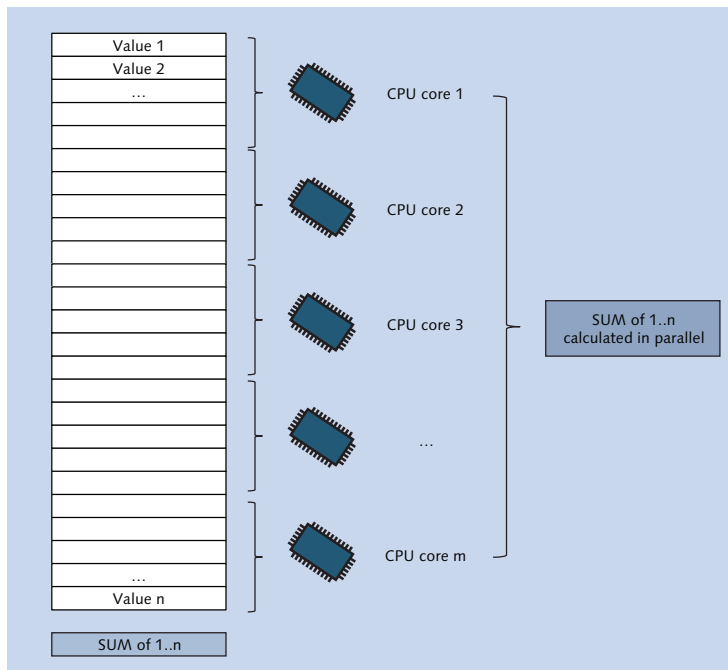 Value 1
Value 2
...
CPU core 1
CPU core 2
CPU core 3
...
CPU core m
...
Value n
SUM of 1..n
SUM of 1..n
calculated in parallel